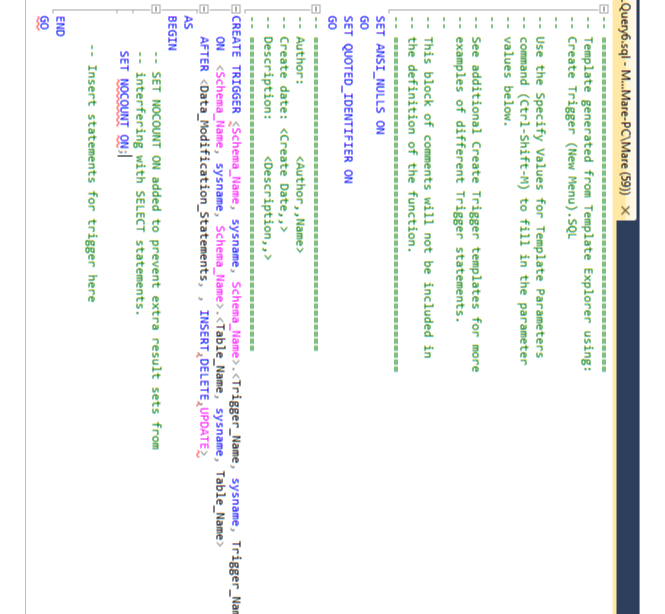 .Query6.sql - M...Mare-PC\Mare (59)) ×
-- ================================================
-- Template generated from Template Explorer using:
-- Create Trigger (New Menu).SQL
--
-- Use the Specify Values for Template Parameters
-- command (Ctrl-Shift-M) to fill in the parameter
-- values below.
--
-- See additional Create Trigger templates for more
-- examples of different Trigger statements.
--
-- This block of comments will not be included in
-- the definition of the function.
-- ================================================
SET ANSI_NULLS ON
GO
SET QUOTED_IDENTIFIER ON
GO
-- =============================================
-- Author: <Author,,Name>
-- Create date: <Create Date,,>
-- Description: <Description,,>
-- =============================================
CREATE TRIGGER <Schema_Name, sysname, Schema_Name>.<Trigger_Name, sysname, Trigger_Nam
ON <Schema_Name, sysname, Schema_Name>.<Table_Name, sysname, Table_Name>
AFTER <Data_Modification_Statements, , INSERT,DELETE,UPDATE>
AS
BEGIN
-- SET NOCOUNT ON added to prevent extra result sets from
-- interfering with SELECT statements.
SET NOCOUNT ON;
-- Insert statements for trigger here
END
GO